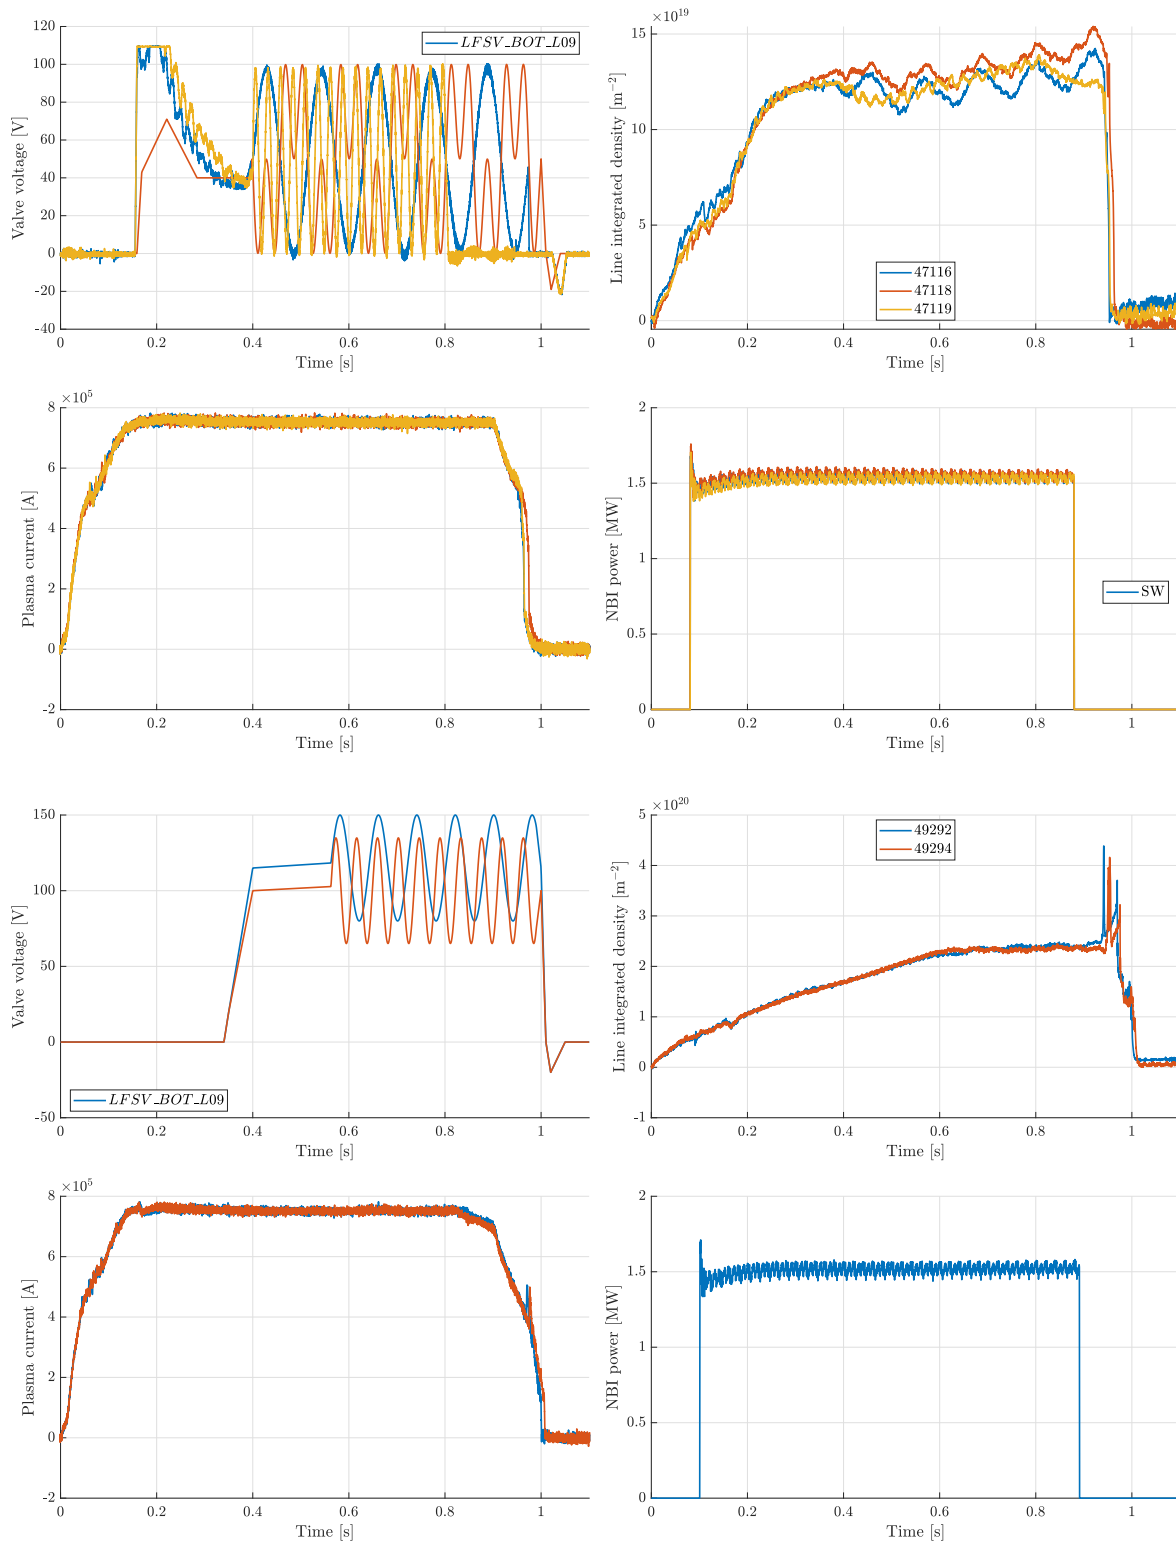 120
100
80
60
40
20
0
-20
-40
Valve voltage [V]
LFSV_BOT_L09
0 0.2 0.4 0.6 0.8 1
Time [s]
×10^19
15
10
5
0
Line integrated density [m^−2]
47116
47118
47119
0 0.2 0.4 0.6 0.8 1
Time [s]
×10^5
8
6
4
2
0
-2
Plasma current [A]
0 0.2 0.4 0.6 0.8 1
Time [s]
2
1.5
1
0.5
0
NBI power [MW]
SW
0 0.2 0.4 0.6 0.8 1
Time [s]
150
100
50
0
-50
Valve voltage [V]
LFSV_BOT_L09
0 0.2 0.4 0.6 0.8 1
Time [s]
×10^20
5
4
3
2
1
0
-1
Line integrated density [m^−2]
49292
49294
0 0.2 0.4 0.6 0.8 1
Time [s]
×10^5
8
6
4
2
0
-2
Plasma current [A]
0 0.2 0.4 0.6 0.8 1
Time [s]
2
1.5
1
0.5
0
NBI power [MW]
0 0.2 0.4 0.6 0.8 1
Time [s]